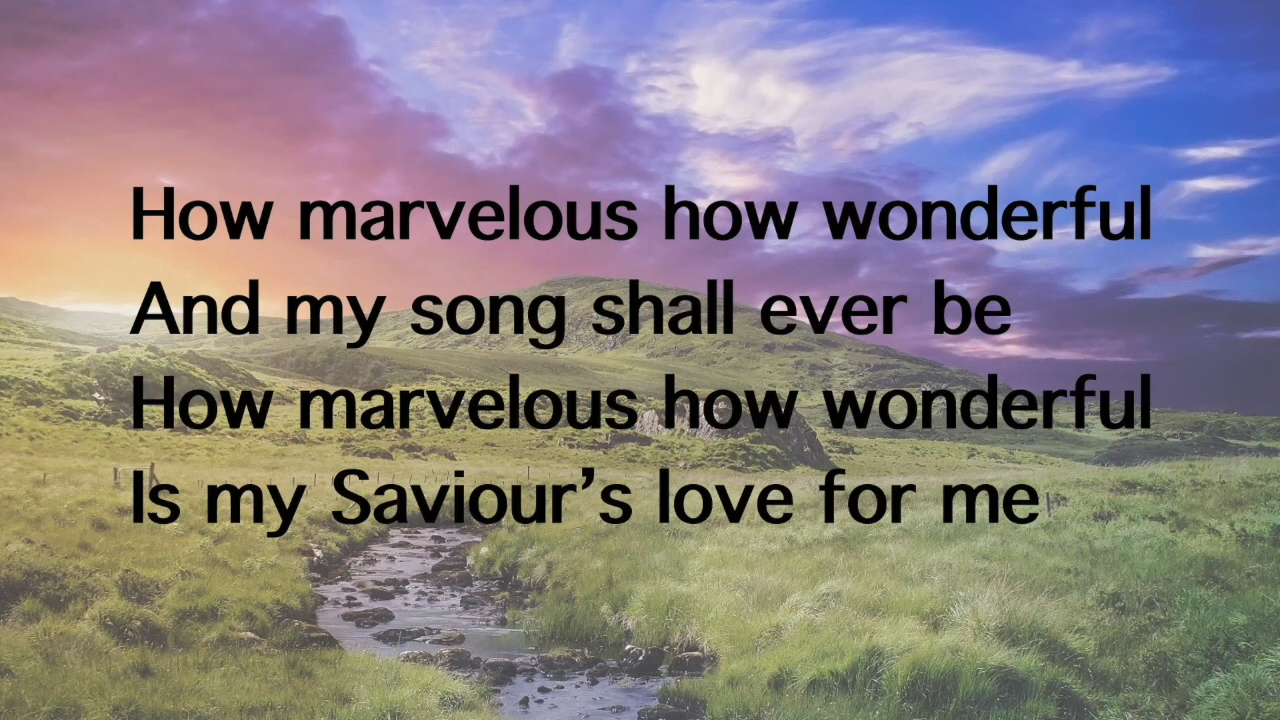 How marvelous how wonderful
And my song shall ever be
How marvelous how wonderful
Is my Saviour’s love for me